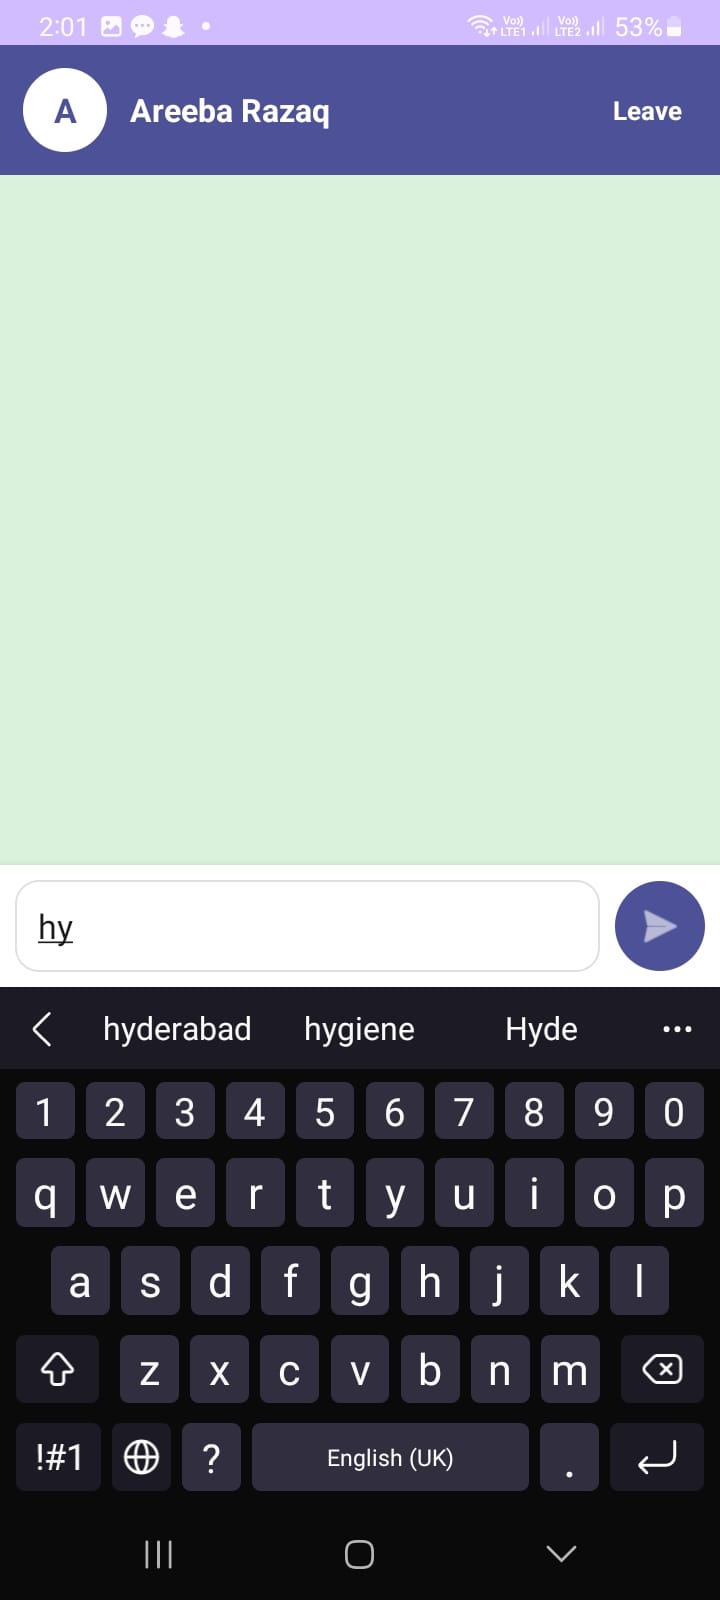 2:01 Vo)) LTE1 Vo)) LTE2 53%
A Areeba Razaq Leave
hy
hyderabad hygiene Hyde ...
1 2 3 4 5 6 7 8 9 0
q w e r t y u i o p
a s d f g h j k l
z x c v b n m
!#1 ? English (UK) .